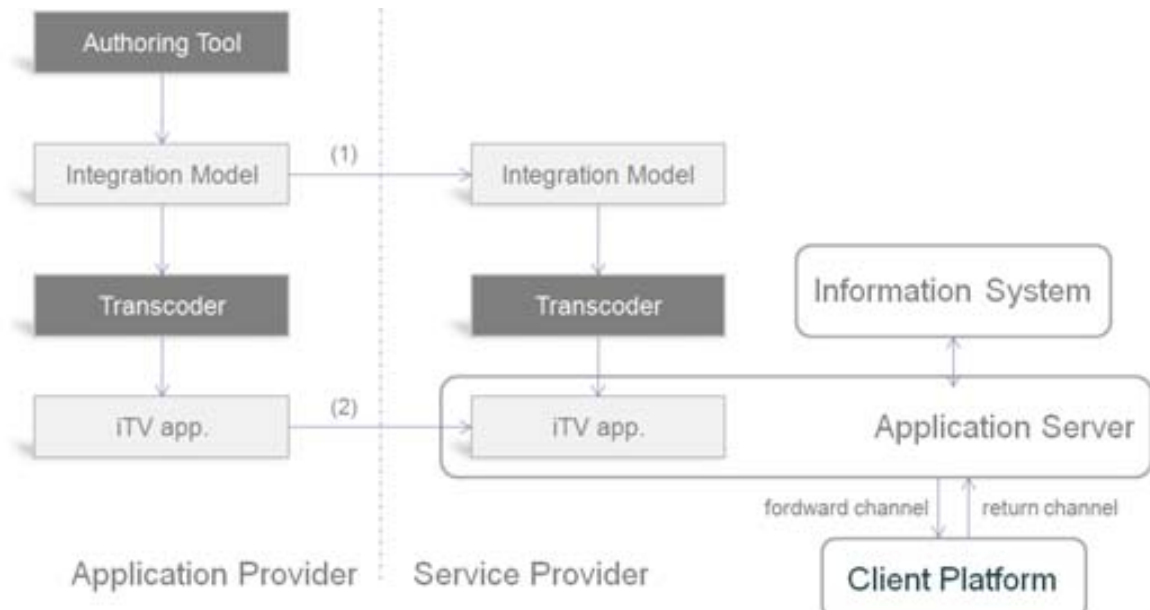 Authoring Tool
Integration Model
(1)
Integration Model
Transcoder
Transcoder
Information System
iTV app.
(2)
iTV app.
Application Server
fordward channel
return channel
Application Provider
Service Provider
Client Platform